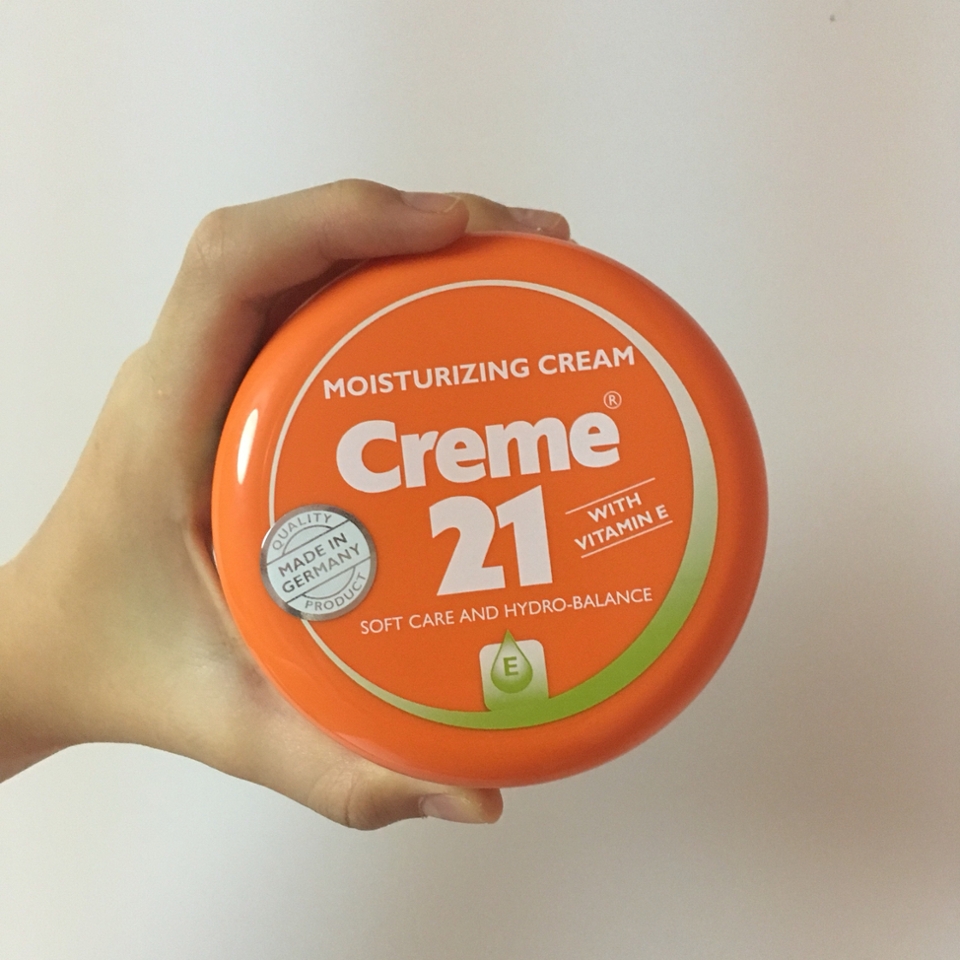 MOISTURIZING CREAM
Creme®
21
WITH
VITAMIN E
QUALITY
MADE IN
GERMANY
PRODUCT
SOFT CARE AND HYDRO-BALANCE
E